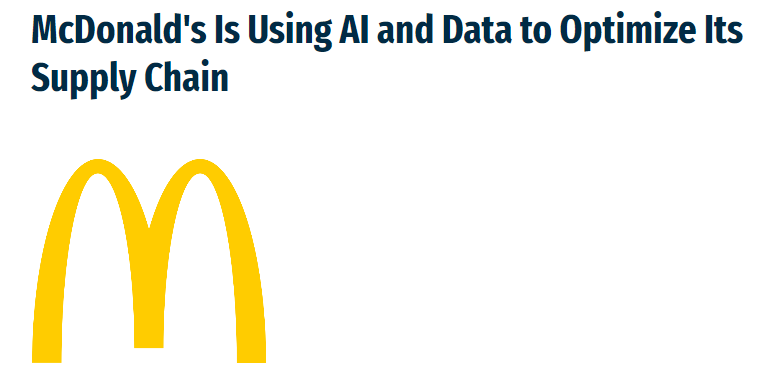 McDonald's Is Using AI and Data to Optimize Its
Supply Chain